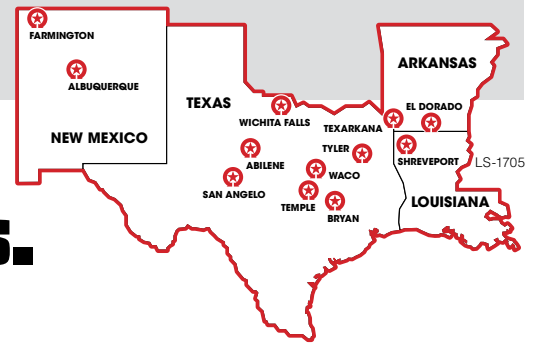 FARMINGTON
ALBUQUERQUE
NEW MEXICO
TEXAS
WICHITA FALLS
ABILENE
SAN ANGELO
TEXARKANA
TYLER
WACO
TEMPLE
BRYAN
ARKANSAS
EL DORADO
SHREVEPORT
LS-1705
LOUISIANA
s.